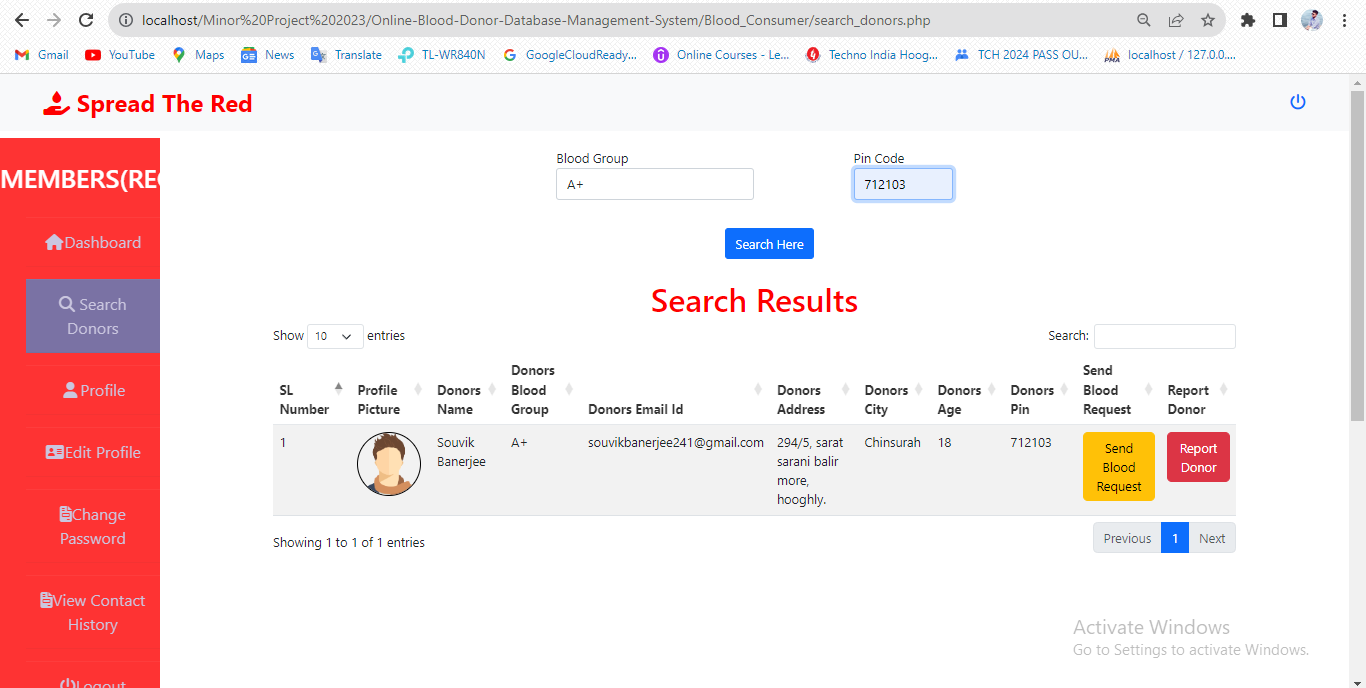 localhost/Minor%20Project%202023/Online-Blood-Donor-Database-Management-System/Blood_Consumer/search_donors.php
Gmail YouTube Maps News Translate TL-WR840N GoogleCloudReady... Online Courses - Le... Techno India Hoog... TCH 2024 PASS OU... localhost / 127.0.0....
Spread The Red
MEMBERS(REC
Dashboard
Search
Donors
Profile
Edit Profile
Change
Password
View Contact
History
Logout
Blood Group Pin Code
A+ 712103
Search Here
Search Results
Show 10 entries Search:
SL
Number
Profile
Picture
Donors
Name
Donors
Blood
Group
Donors Email Id
Donors
Address
Donors
City
Donors
Age
Donors
Pin
Send
Blood
Request
Report
Donor
1
Souvik
Banerjee
A+
souvikbanerjee241@gmail.com
294/5, sarat
sarani balir
more,
hooghly.
Chinsurah
18
712103
Send
Blood
Request
Report
Donor
Showing 1 to 1 of 1 entries
Previous 1 Next
Activate Windows
Go to Settings to activate Windows.